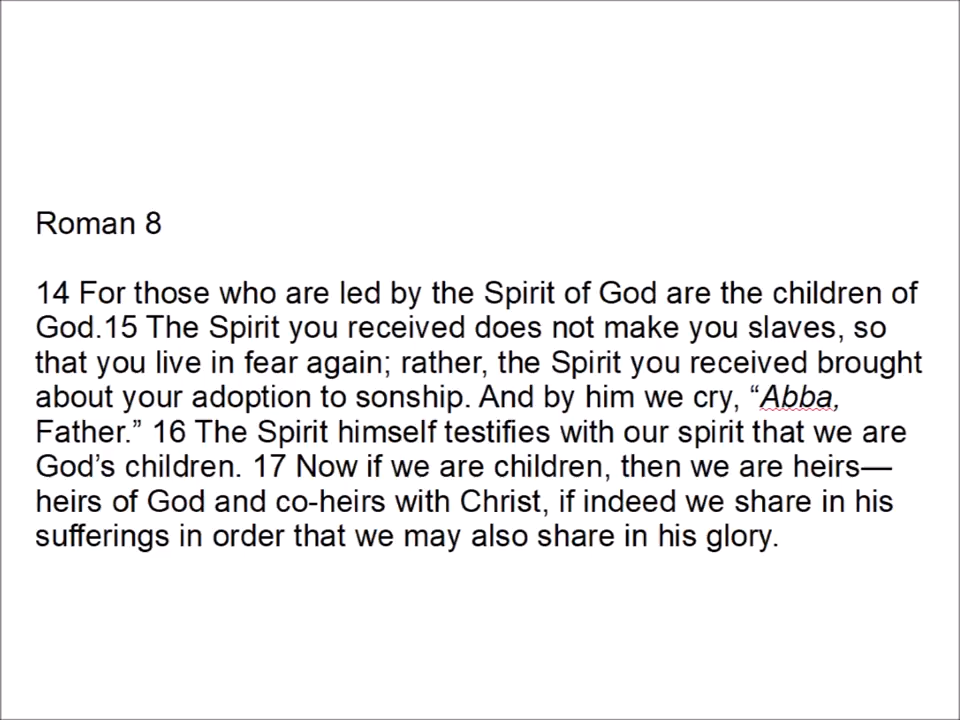 Roman 8
14 For those who are led by the Spirit of God are the children of
God.15 The Spirit you received does not make you slaves, so
that you live in fear again; rather, the Spirit you received brought
about your adoption to sonship. And by him we cry, “Abba,
Father.” 16 The Spirit himself testifies with our spirit that we are
God’s children. 17 Now if we are children, then we are heirs—
heirs of God and co-heirs with Christ, if indeed we share in his
sufferings in order that we may also share in his glory.